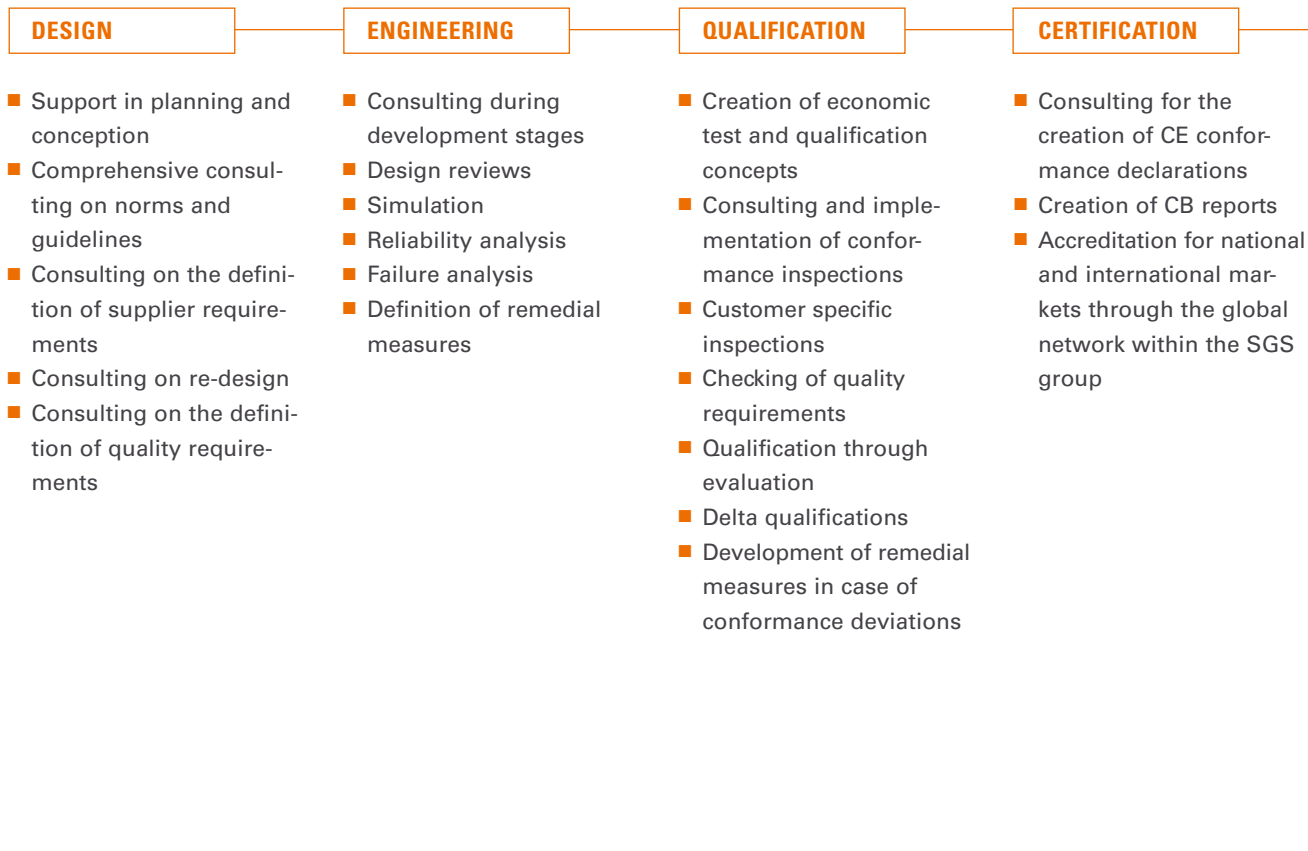 DESIGN
Support in planning and
conception
Comprehensive consul-
ting on norms and
guidelines
Consulting on the defini-
tion of supplier require-
ments
Consulting on re-design
Consulting on the defini-
tion of quality require-
ments
ENGINEERING
Consulting during
development stages
Design reviews
Simulation
Reliability analysis
Failure analysis
Definition of remedial
measures
QUALIFICATION
Creation of economic
test and qualification
concepts
Consulting and imple-
mentation of confor-
mance inspections
Customer specific
inspections
Checking of quality
requirements
Qualification through
evaluation
Delta qualifications
Development of remedial
measures in case of
conformance deviations
CERTIFICATION
Consulting for the
creation of CE confor-
mance declarations
Creation of CB reports
Accreditation for national
and international mar-
kets through the global
network within the SGS
group